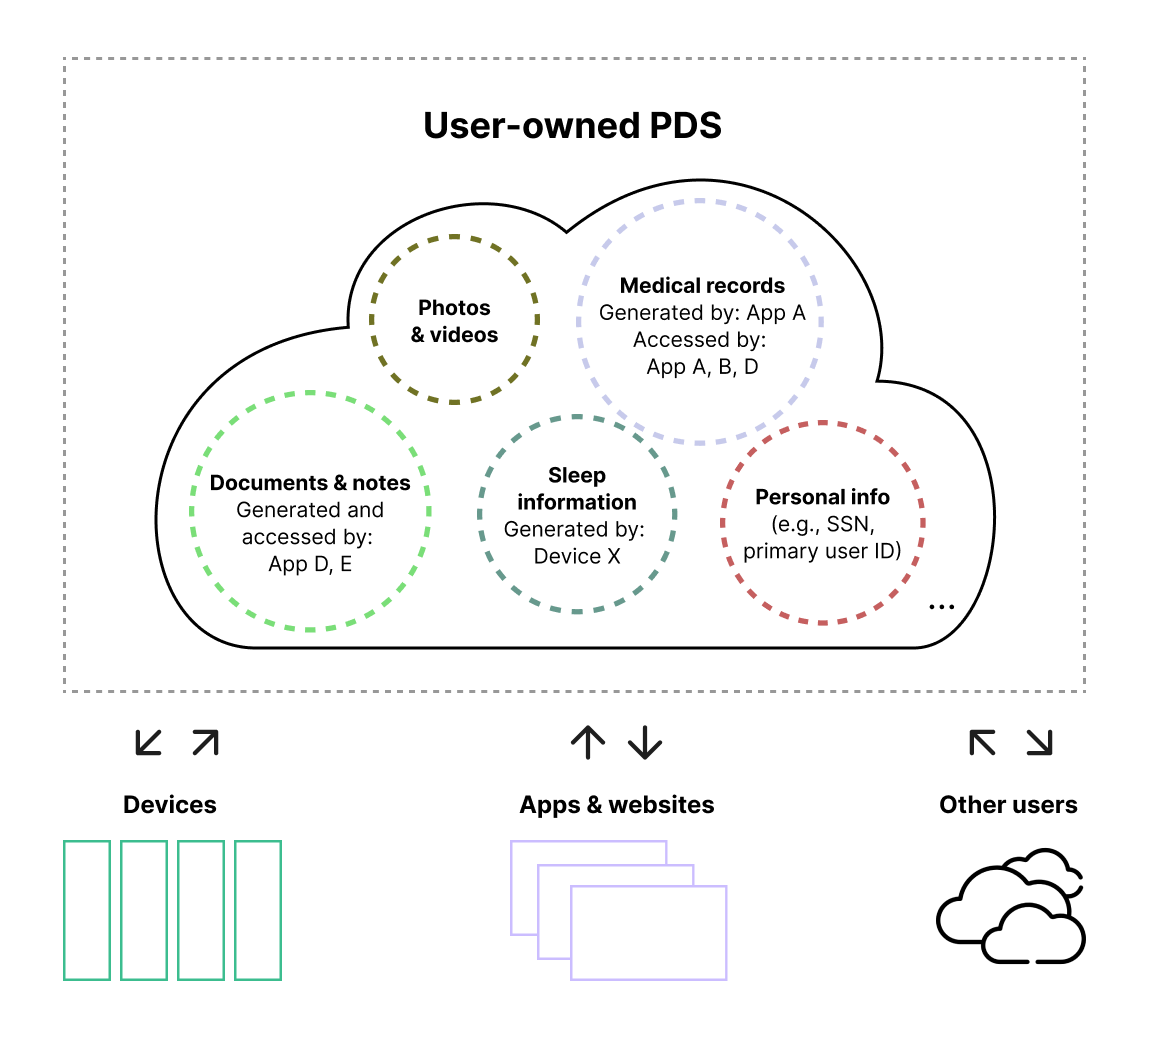 User-owned PDS
Photos
& videos
Medical records
Generated by: App A
Accessed by:
App A, B, D
Documents & notes
Generated and
accessed by:
App D, E
Sleep
information
Generated by:
Device X
Personal info
(e.g., SSN,
primary user ID)
...
Devices
Apps & websites
Other users